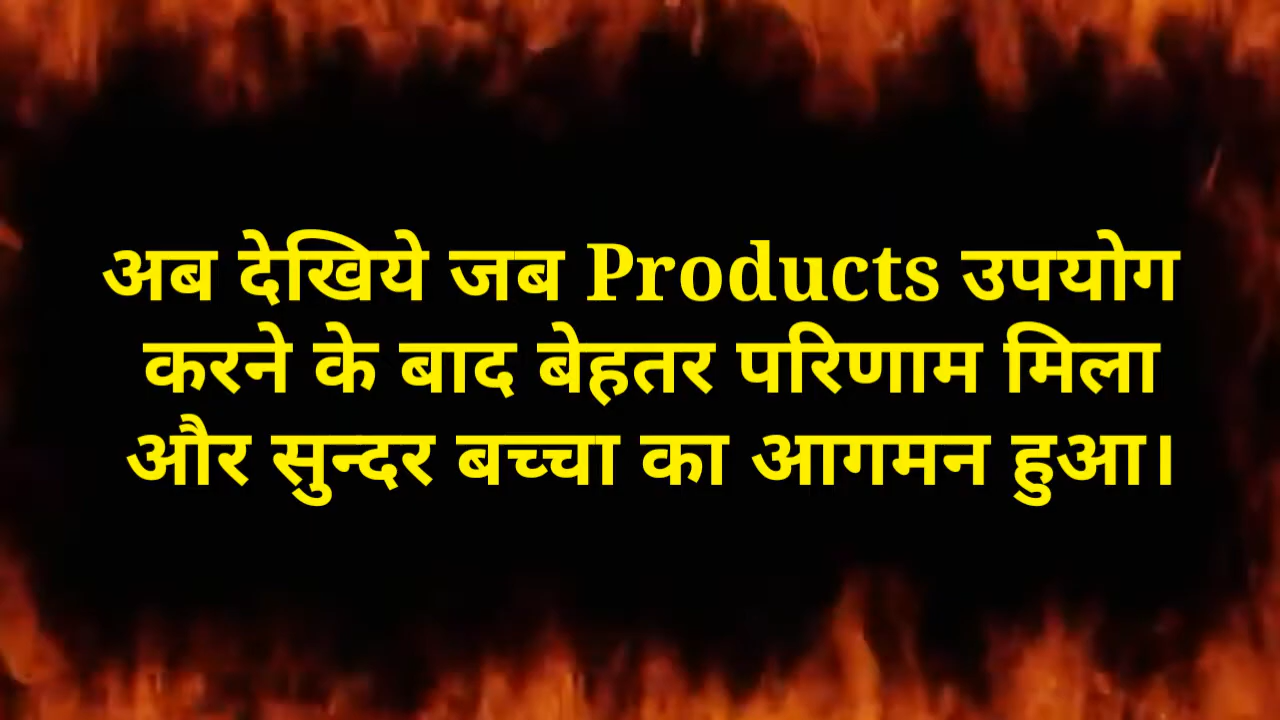 अब देखिये जब Products उपयोग
करने के बाद बेहतर परिणाम मिला
और सुन्दर बच्चा का आगमन हुआ।